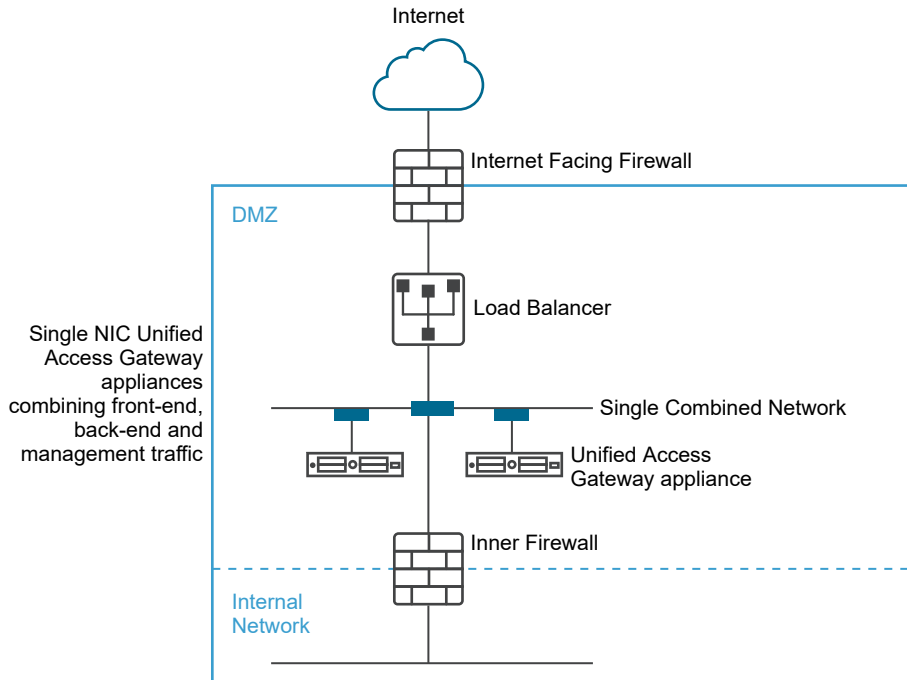 Internet
Internet Facing Firewall
DMZ
Load Balancer
Single NIC Unified
Access Gateway
appliances
combining front-end,
back-end and
management traffic
Single Combined Network
Unified Access
Gateway appliance
Inner Firewall
Internal
Network